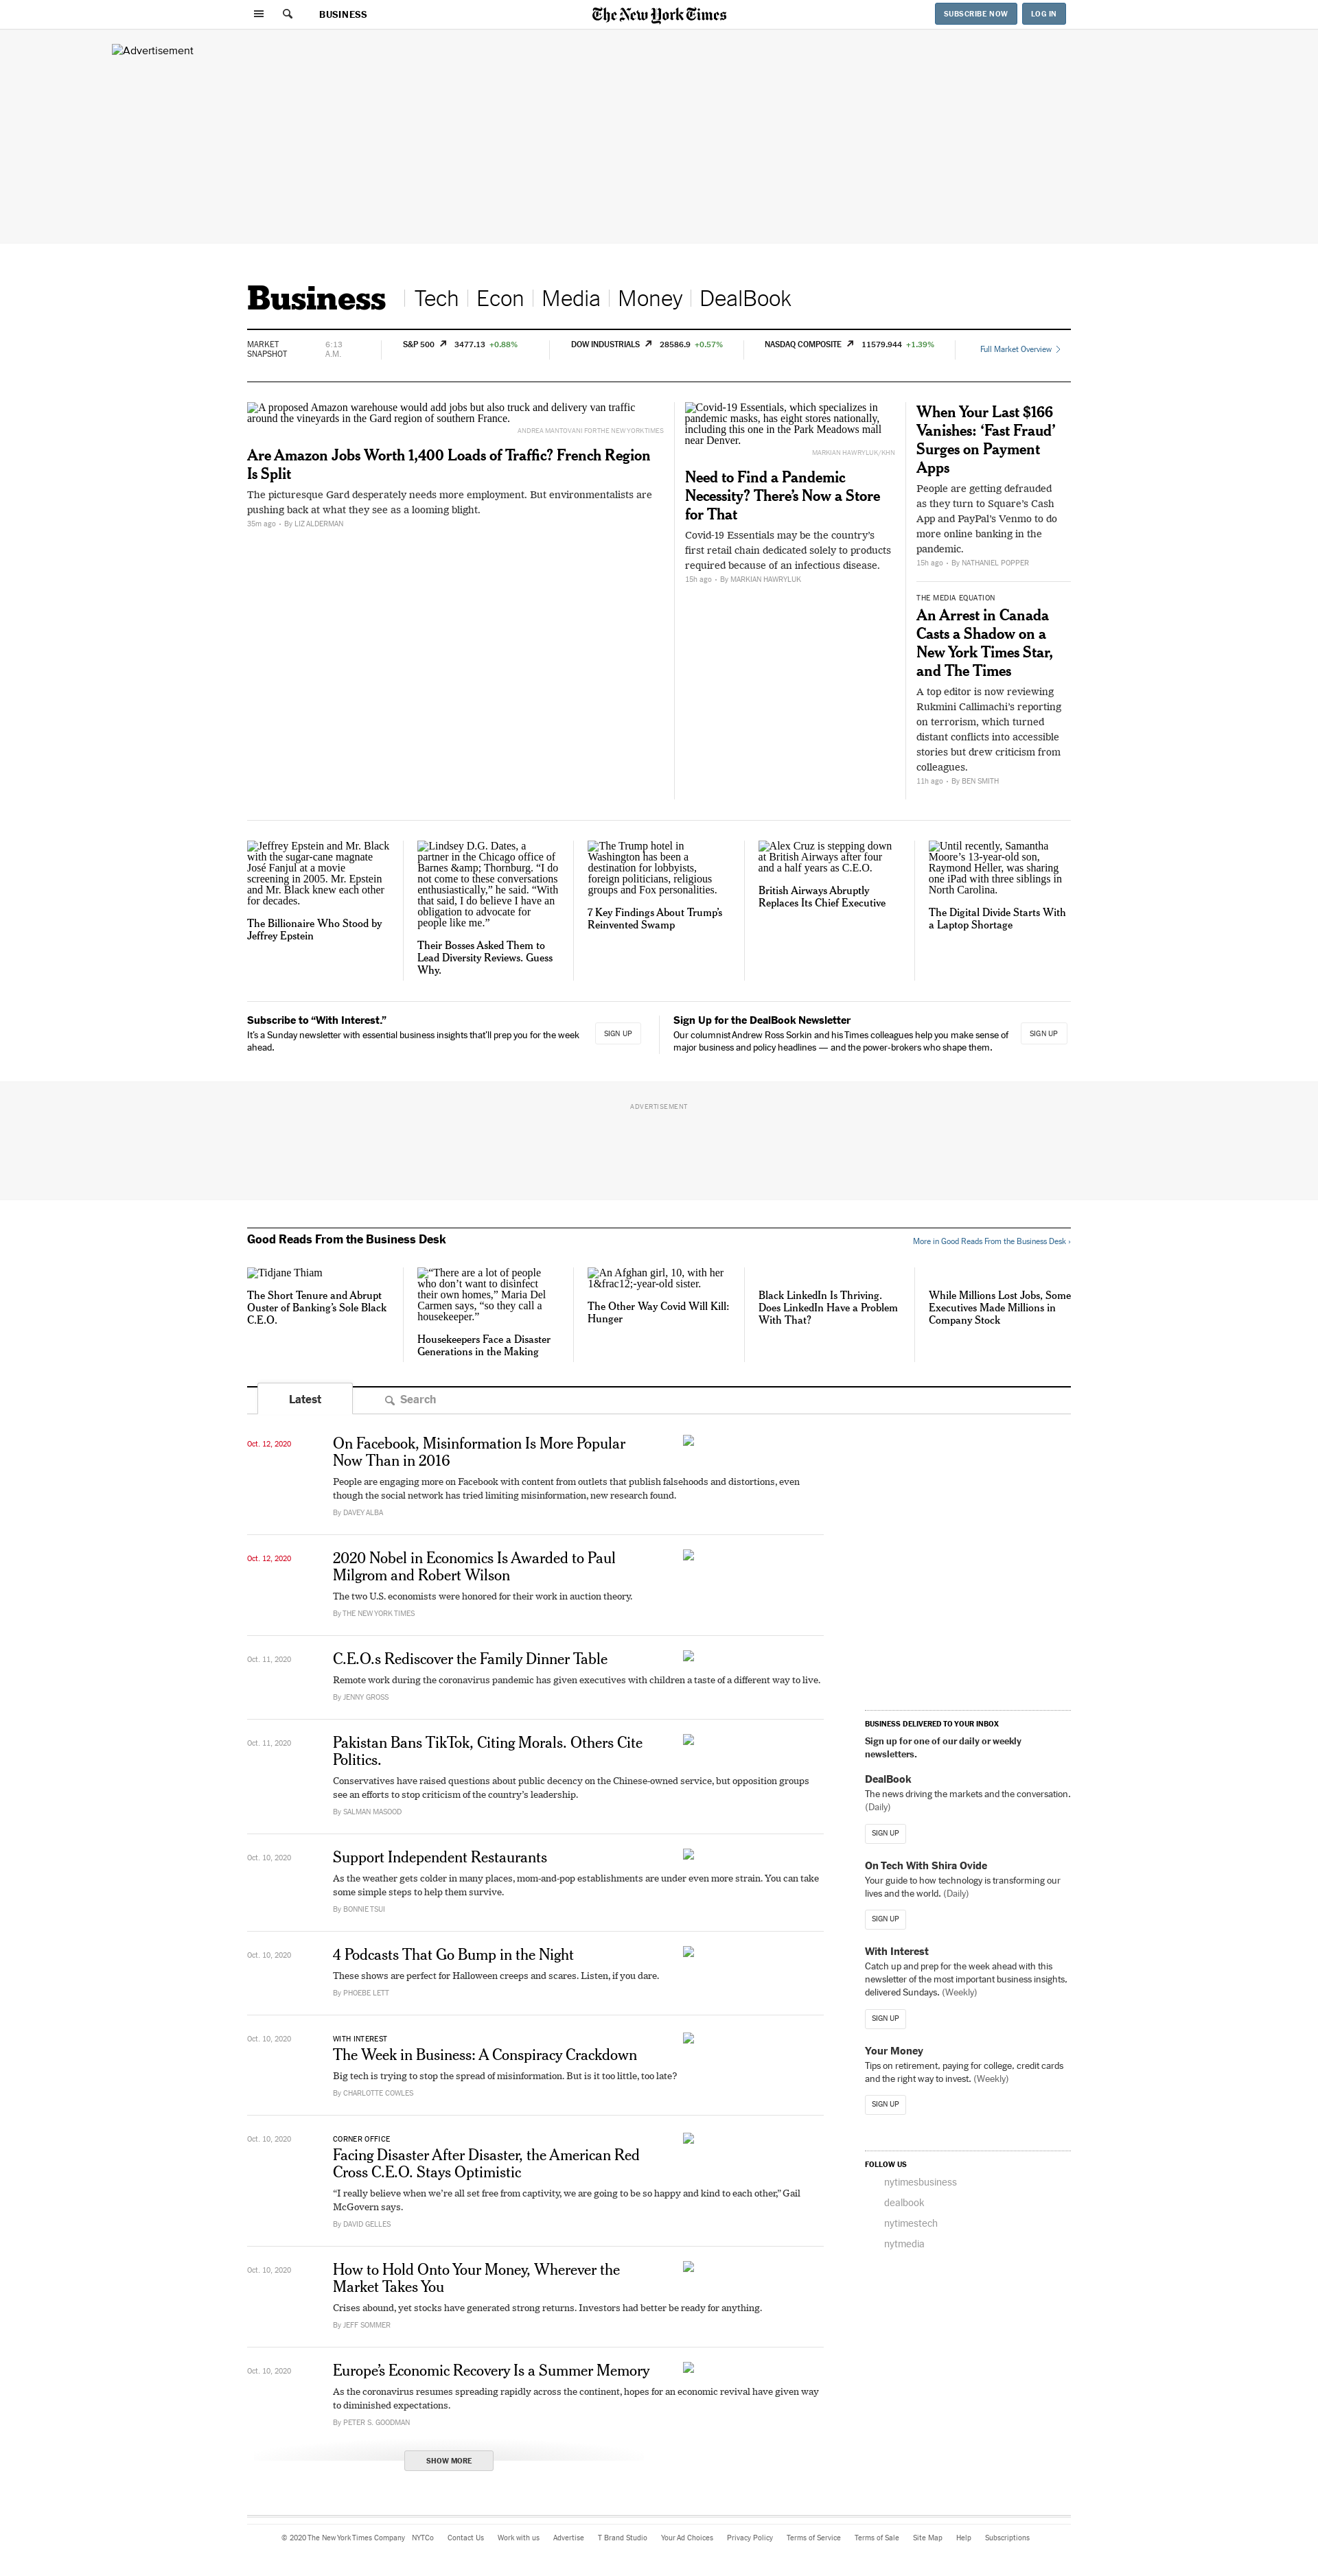 BUSINESS
The New York Times
SUBSCRIBE NOW
LOG IN
Advertisement
Business
Tech
Econ
Media
Money
DealBook
MARKET
SNAPSHOT
6:13
A.M.
S&P 500 3477.13 +0.88%
DOW INDUSTRIALS 28586.9 +0.57%
NASDAQ COMPOSITE 11579.944 +1.39%
Full Market Overview
A proposed Amazon warehouse would add jobs but also truck and delivery van traffic
around the vineyards in the Gard region of southern France.
ANDREA MANTOVANI FOR THE NEW YORK TIMES
Are Amazon Jobs Worth 1,400 Loads of Traffic? French Region
Is Split
The picturesque Gard desperately needs more employment. But environmentalists are
pushing back at what they see as a looming blight.
35m ago • By LIZ ALDERMAN
Covid-19 Essentials, which specializes in
pandemic masks, has eight stores nationally,
including this one in the Park Meadows mall
near Denver.
MARKIAN HAWRYLUK/KHN
Need to Find a Pandemic
Necessity? There’s Now a Store
for That
Covid-19 Essentials may be the country’s
first retail chain dedicated solely to products
required because of an infectious disease.
15h ago • By MARKIAN HAWRYLUK
When Your Last $166
Vanishes: ‘Fast Fraud’
Surges on Payment
Apps
People are getting defrauded
as they turn to Square’s Cash
App and PayPal’s Venmo to do
more online banking in the
pandemic.
15h ago • By NATHANIEL POPPER
THE MEDIA EQUATION
An Arrest in Canada
Casts a Shadow on a
New York Times Star,
and The Times
A top editor is now reviewing
Rukmini Callimachi’s reporting
on terrorism, which turned
distant conflicts into accessible
stories but drew criticism from
colleagues.
11h ago • By BEN SMITH
Jeffrey Epstein and Mr. Black
with the sugar-cane magnate
José Fanjul at a movie
screening in 2005. Mr. Epstein
and Mr. Black knew each other
for decades.
The Billionaire Who Stood by
Jeffrey Epstein
Lindsey D.G. Dates, a
partner in the Chicago office of
Barnes &amp; Thornburg. “I do
not come to these conversations
enthusiastically,” he said. “With
that said, I do believe I have an
obligation to advocate for
people like me.”
Their Bosses Asked Them to
Lead Diversity Reviews. Guess
Why.
The Trump hotel in
Washington has been a
destination for lobbyists,
foreign politicians, religious
groups and Fox personalities.
7 Key Findings About Trump’s
Reinvented Swamp
Alex Cruz is stepping down
at British Airways after four
and a half years as C.E.O.
British Airways Abruptly
Replaces Its Chief Executive
Until recently, Samantha
Moore’s 13-year-old son,
Raymond Heller, was sharing
one iPad with three siblings in
North Carolina.
The Digital Divide Starts With
a Laptop Shortage
Subscribe to “With Interest.”
It’s a Sunday newsletter with essential business insights that’ll prep you for the week
ahead.
SIGN UP
Sign Up for the DealBook Newsletter
Our columnist Andrew Ross Sorkin and his Times colleagues help you make sense of
major business and policy headlines — and the power-brokers who shape them.
SIGN UP
ADVERTISEMENT
Good Reads From the Business Desk
More in Good Reads From the Business Desk ›
Tidjane Thiam
The Short Tenure and Abrupt
Ouster of Banking’s Sole Black
C.E.O.
“There are a lot of people
who don’t want to disinfect
their own homes,” Maria Del
Carmen says, “so they call a
housekeeper.”
Housekeepers Face a Disaster
Generations in the Making
An Afghan girl, 10, with her
1&frac12;-year-old sister.
The Other Way Covid Will Kill:
Hunger
Black LinkedIn Is Thriving.
Does LinkedIn Have a Problem
With That?
While Millions Lost Jobs, Some
Executives Made Millions in
Company Stock
Latest
Search
Oct. 12, 2020
On Facebook, Misinformation Is More Popular
Now Than in 2016
People are engaging more on Facebook with content from outlets that publish falsehoods and distortions, even
though the social network has tried limiting misinformation, new research found.
By DAVEY ALBA
Oct. 12, 2020
2020 Nobel in Economics Is Awarded to Paul
Milgrom and Robert Wilson
The two U.S. economists were honored for their work in auction theory.
By THE NEW YORK TIMES
Oct. 11, 2020
C.E.O.s Rediscover the Family Dinner Table
Remote work during the coronavirus pandemic has given executives with children a taste of a different way to live.
By JENNY GROSS
Oct. 11, 2020
Pakistan Bans TikTok, Citing Morals. Others Cite
Politics.
Conservatives have raised questions about public decency on the Chinese-owned service, but opposition groups
see an efforts to stop criticism of the country’s leadership.
By SALMAN MASOOD
Oct. 10, 2020
Support Independent Restaurants
As the weather gets colder in many places, mom-and-pop establishments are under even more strain. You can take
some simple steps to help them survive.
By BONNIE TSUI
Oct. 10, 2020
4 Podcasts That Go Bump in the Night
These shows are perfect for Halloween creeps and scares. Listen, if you dare.
By PHOEBE LETT
Oct. 10, 2020
WITH INTEREST
The Week in Business: A Conspiracy Crackdown
Big tech is trying to stop the spread of misinformation. But is it too little, too late?
By CHARLOTTE COWLES
Oct. 10, 2020
CORNER OFFICE
Facing Disaster After Disaster, the American Red
Cross C.E.O. Stays Optimistic
“I really believe when we’re all set free from captivity, we are going to be so happy and kind to each other,” Gail
McGovern says.
By DAVID GELLES
Oct. 10, 2020
How to Hold Onto Your Money, Wherever the
Market Takes You
Crises abound, yet stocks have generated strong returns. Investors had better be ready for anything.
By JEFF SOMMER
Oct. 10, 2020
Europe’s Economic Recovery Is a Summer Memory
As the coronavirus resumes spreading rapidly across the continent, hopes for an economic revival have given way
to diminished expectations.
By PETER S. GOODMAN
SHOW MORE
BUSINESS DELIVERED TO YOUR INBOX
Sign up for one of our daily or weekly
newsletters.
DealBook
The news driving the markets and the conversation.
(Daily)
SIGN UP
On Tech With Shira Ovide
Your guide to how technology is transforming our
lives and the world. (Daily)
SIGN UP
With Interest
Catch up and prep for the week ahead with this
newsletter of the most important business insights,
delivered Sundays. (Weekly)
SIGN UP
Your Money
Tips on retirement, paying for college, credit cards
and the right way to invest. (Weekly)
SIGN UP
FOLLOW US
nytimesbusiness
dealbook
nytimestech
nytmedia
© 2020 The New York Times Company NYTCo Contact Us Work with us Advertise T Brand Studio Your Ad Choices Privacy Policy Terms of Service Terms of Sale Site Map Help Subscriptions